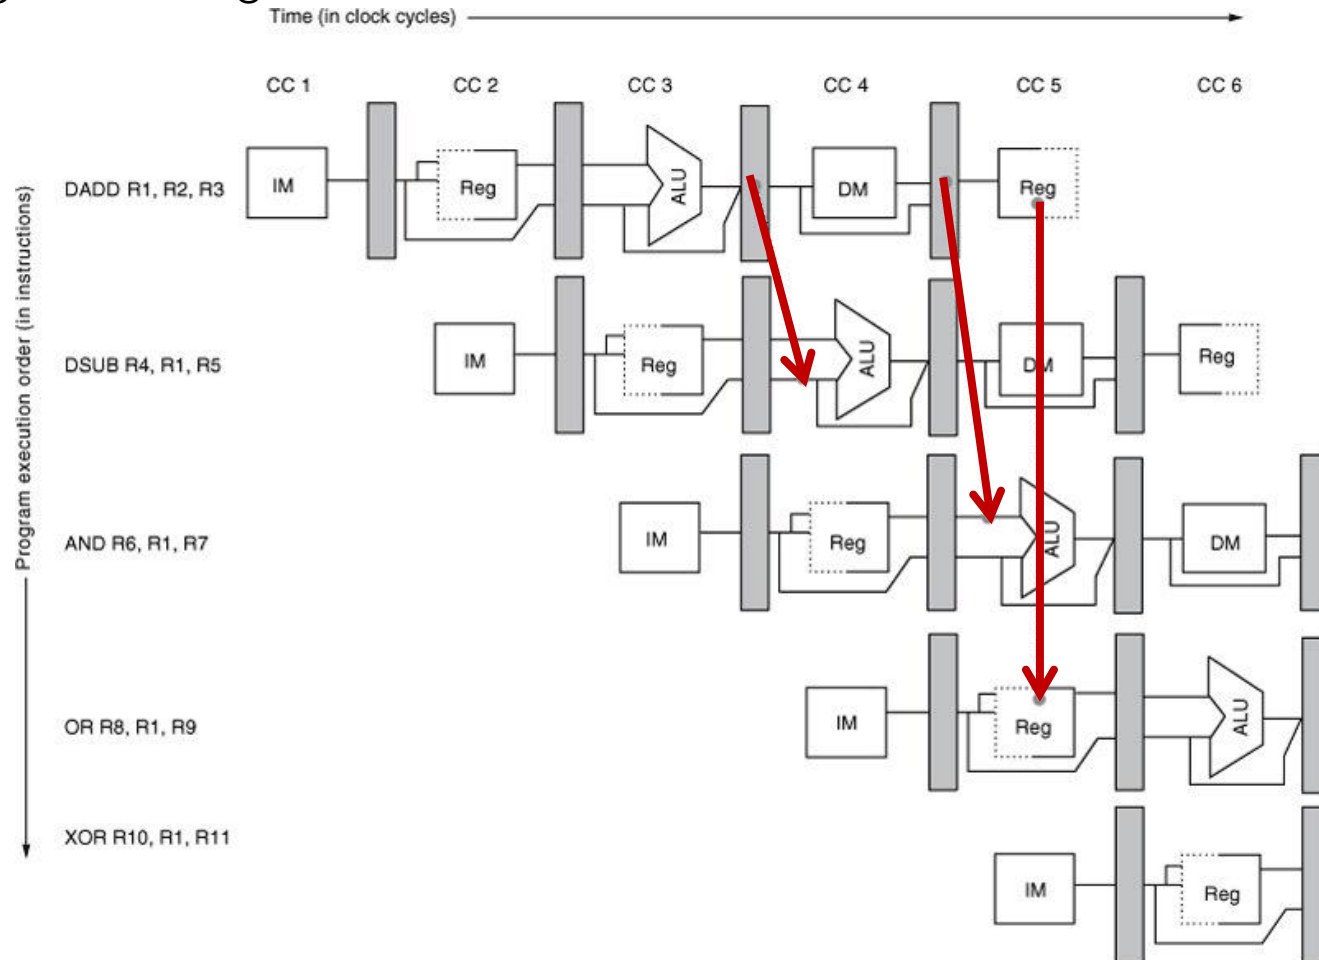 Time (in clock cycles)
CC 1 CC 2 CC 3 CC 4 CC 5 CC 6
Program execution order (in instructions)
DADD R1, R2, R3 IM Reg ALU DM Reg
DSUB R4, R1, R5 IM Reg ALU DM Reg
AND R6, R1, R7 IM Reg ALU DM
OR R8, R1, R9 IM Reg ALU
XOR R10, R1, R11
IM Reg